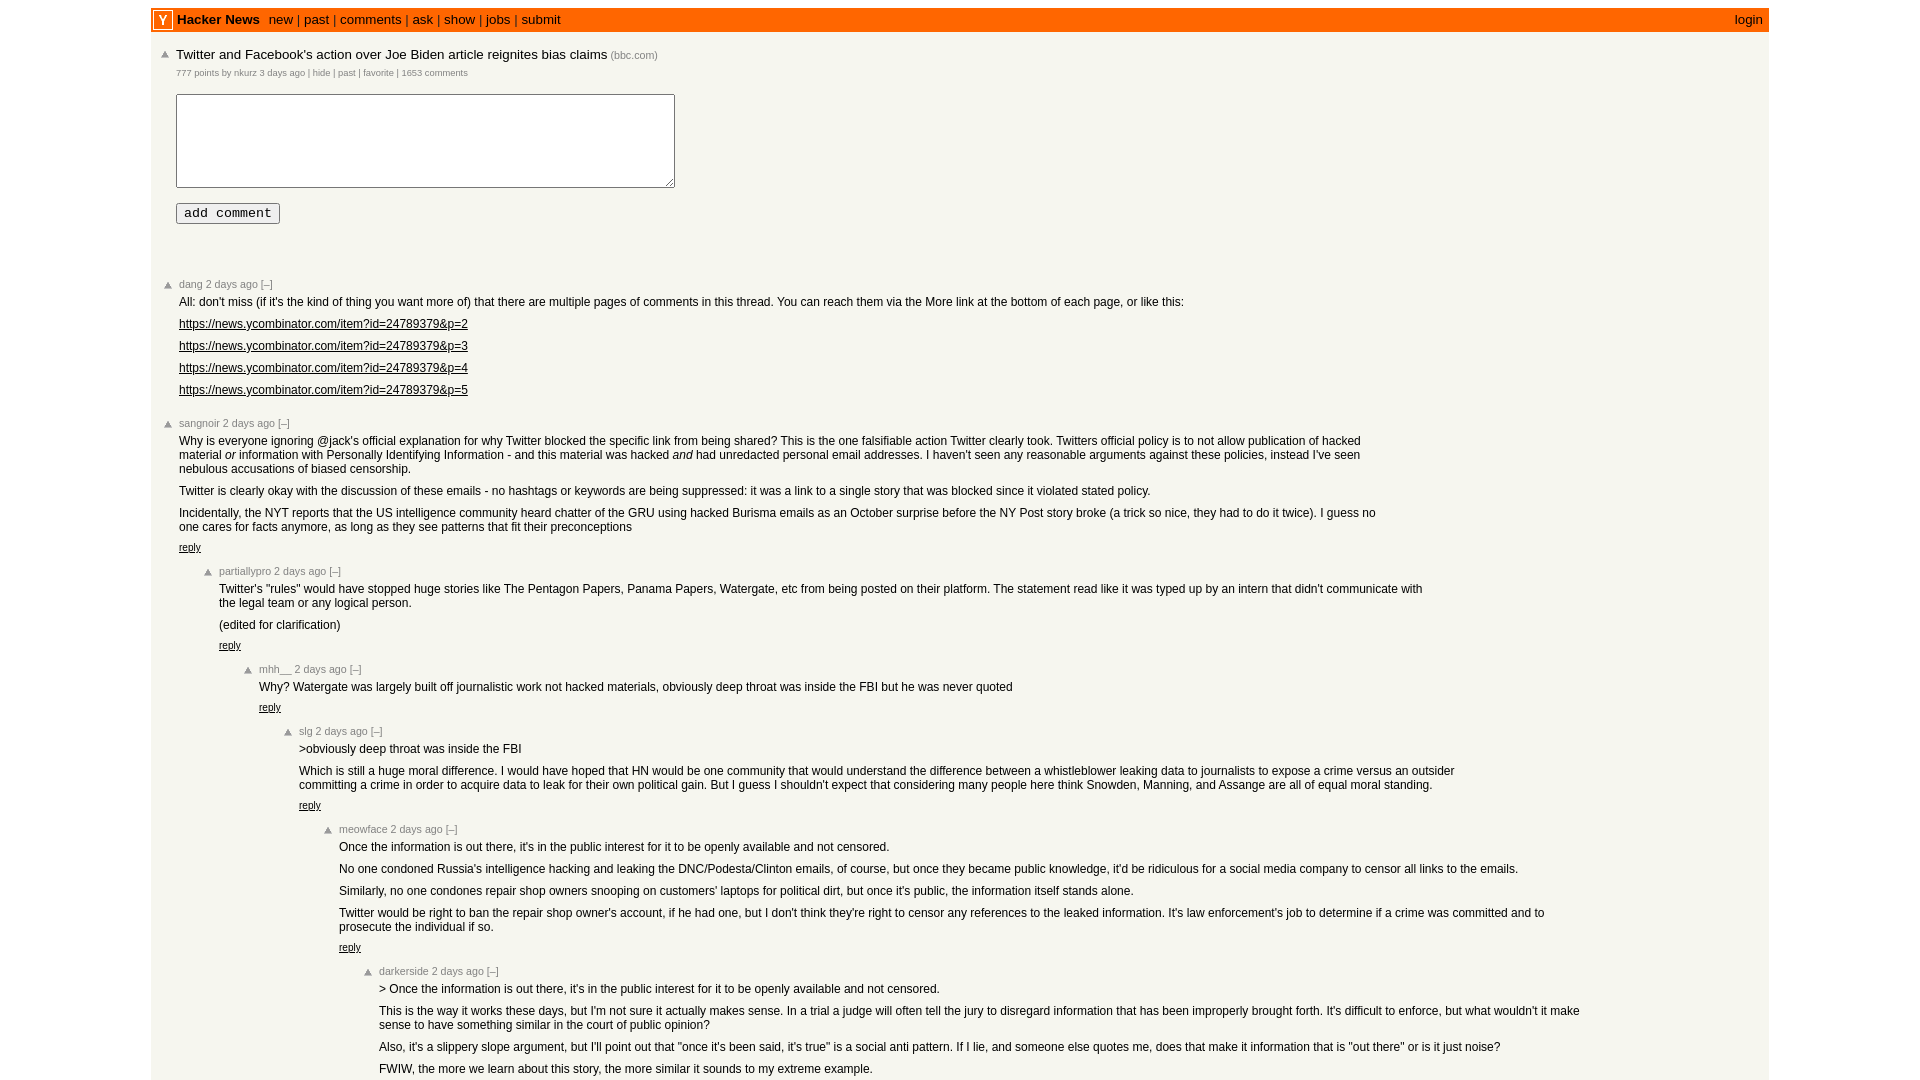 Y Hacker News new | past | comments | ask | show | jobs | submit login
Twitter and Facebook's action over Joe Biden article reignites bias claims (bbc.com)
777 points by nkurz 3 days ago | hide | past | favorite | 1653 comments
add comment
dang 2 days ago [–]
All: don't miss (if it's the kind of thing you want more of) that there are multiple pages of comments in this thread. You can reach them via the More link at the bottom of each page, or like this:
https://news.ycombinator.com/item?id=24789379&p=2
https://news.ycombinator.com/item?id=24789379&p=3
https://news.ycombinator.com/item?id=24789379&p=4
https://news.ycombinator.com/item?id=24789379&p=5
sangnoir 2 days ago [–]
Why is everyone ignoring @jack's official explanation for why Twitter blocked the specific link from being shared? This is the one falsifiable action Twitter clearly took. Twitters official policy is to not allow publication of hacked
material or information with Personally Identifying Information - and this material was hacked and had unredacted personal email addresses. I haven't seen any reasonable arguments against these policies, instead I've seen
nebulous accusations of biased censorship.
Twitter is clearly okay with the discussion of these emails - no hashtags or keywords are being suppressed: it was a link to a single story that was blocked since it violated stated policy.
Incidentally, the NYT reports that the US intelligence community heard chatter of the GRU using hacked Burisma emails as an October surprise before the NY Post story broke (a trick so nice, they had to do it twice). I guess no
one cares for facts anymore, as long as they see patterns that fit their preconceptions
reply
partiallypro 2 days ago [–]
Twitter's "rules" would have stopped huge stories like The Pentagon Papers, Panama Papers, Watergate, etc from being posted on their platform. The statement read like it was typed up by an intern that didn't communicate with
the legal team or any logical person.
(edited for clarification)
reply
mhh__ 2 days ago [–]
Why? Watergate was largely built off journalistic work not hacked materials, obviously deep throat was inside the FBI but he was never quoted
reply
slg 2 days ago [–]
>obviously deep throat was inside the FBI
Which is still a huge moral difference. I would have hoped that HN would be one community that would understand the difference between a whistleblower leaking data to journalists to expose a crime versus an outsider
committing a crime in order to acquire data to leak for their own political gain. But I guess I shouldn't expect that considering many people here think Snowden, Manning, and Assange are all of equal moral standing.
reply
meowface 2 days ago [–]
Once the information is out there, it's in the public interest for it to be openly available and not censored.
No one condoned Russia's intelligence hacking and leaking the DNC/Podesta/Clinton emails, of course, but once they became public knowledge, it'd be ridiculous for a social media company to censor all links to the emails.
Similarly, no one condones repair shop owners snooping on customers' laptops for political dirt, but once it's public, the information itself stands alone.
Twitter would be right to ban the repair shop owner's account, if he had one, but I don't think they're right to censor any references to the leaked information. It's law enforcement's job to determine if a crime was committed and to
prosecute the individual if so.
reply
darkerside 2 days ago [–]
> Once the information is out there, it's in the public interest for it to be openly available and not censored.
This is the way it works these days, but I'm not sure it actually makes sense. In a trial a judge will often tell the jury to disregard information that has been improperly brought forth. It's difficult to enforce, but what wouldn't it make
sense to have something similar in the court of public opinion?
Also, it's a slippery slope argument, but I'll point out that "once it's been said, it's true" is a social anti pattern. If I lie, and someone else quotes me, does that make it information that is "out there" or is it just noise?
FWIW, the more we learn about this story, the more similar it sounds to my extreme example.